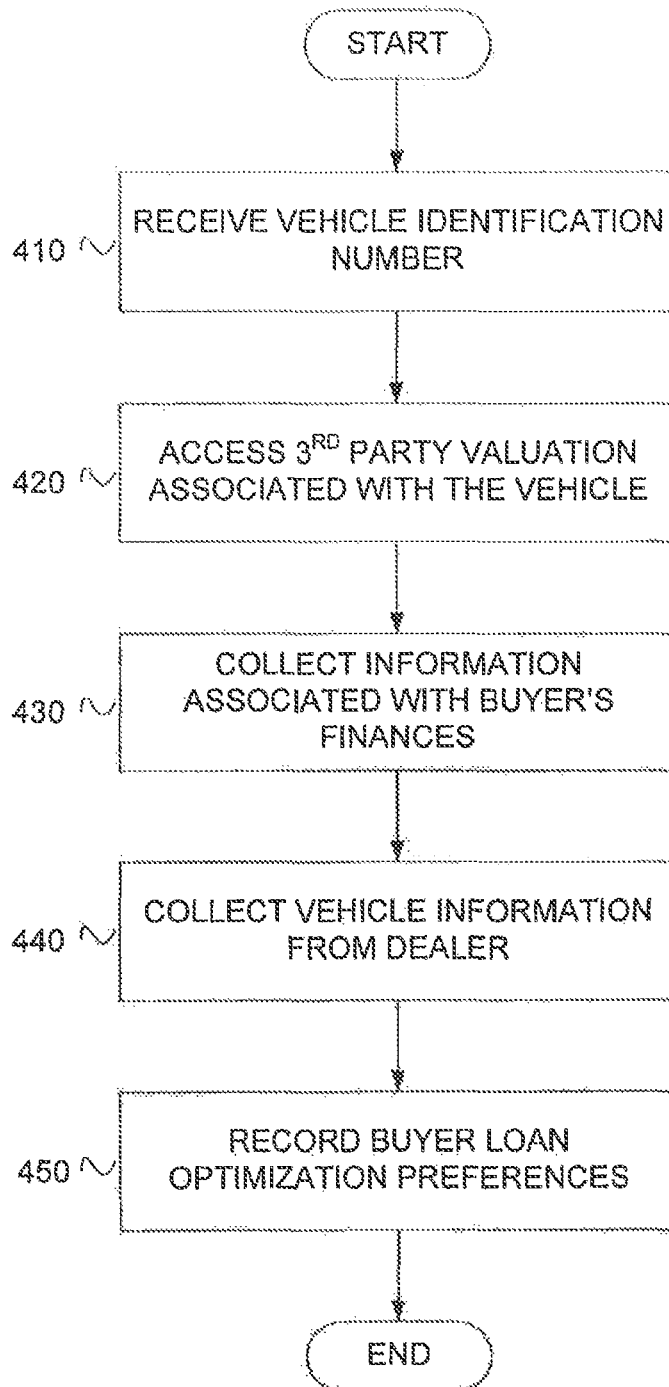 START
RECEIVE VEHICLE IDENTIFICATION
410
NUMBER
ACCESS 3RD PARTY VALUATION
420
ASSOCIATED WITH THE VEHICLE
COLLECT INFORMATION
430
ASSOCIATED WITH BUYER'S
FINANCES
COLLECT VEHICLE INFORMATION
440
FROM DEALER
RECORD BUYER LOAN
450
OPTIMIZATION PREFERENCES
END